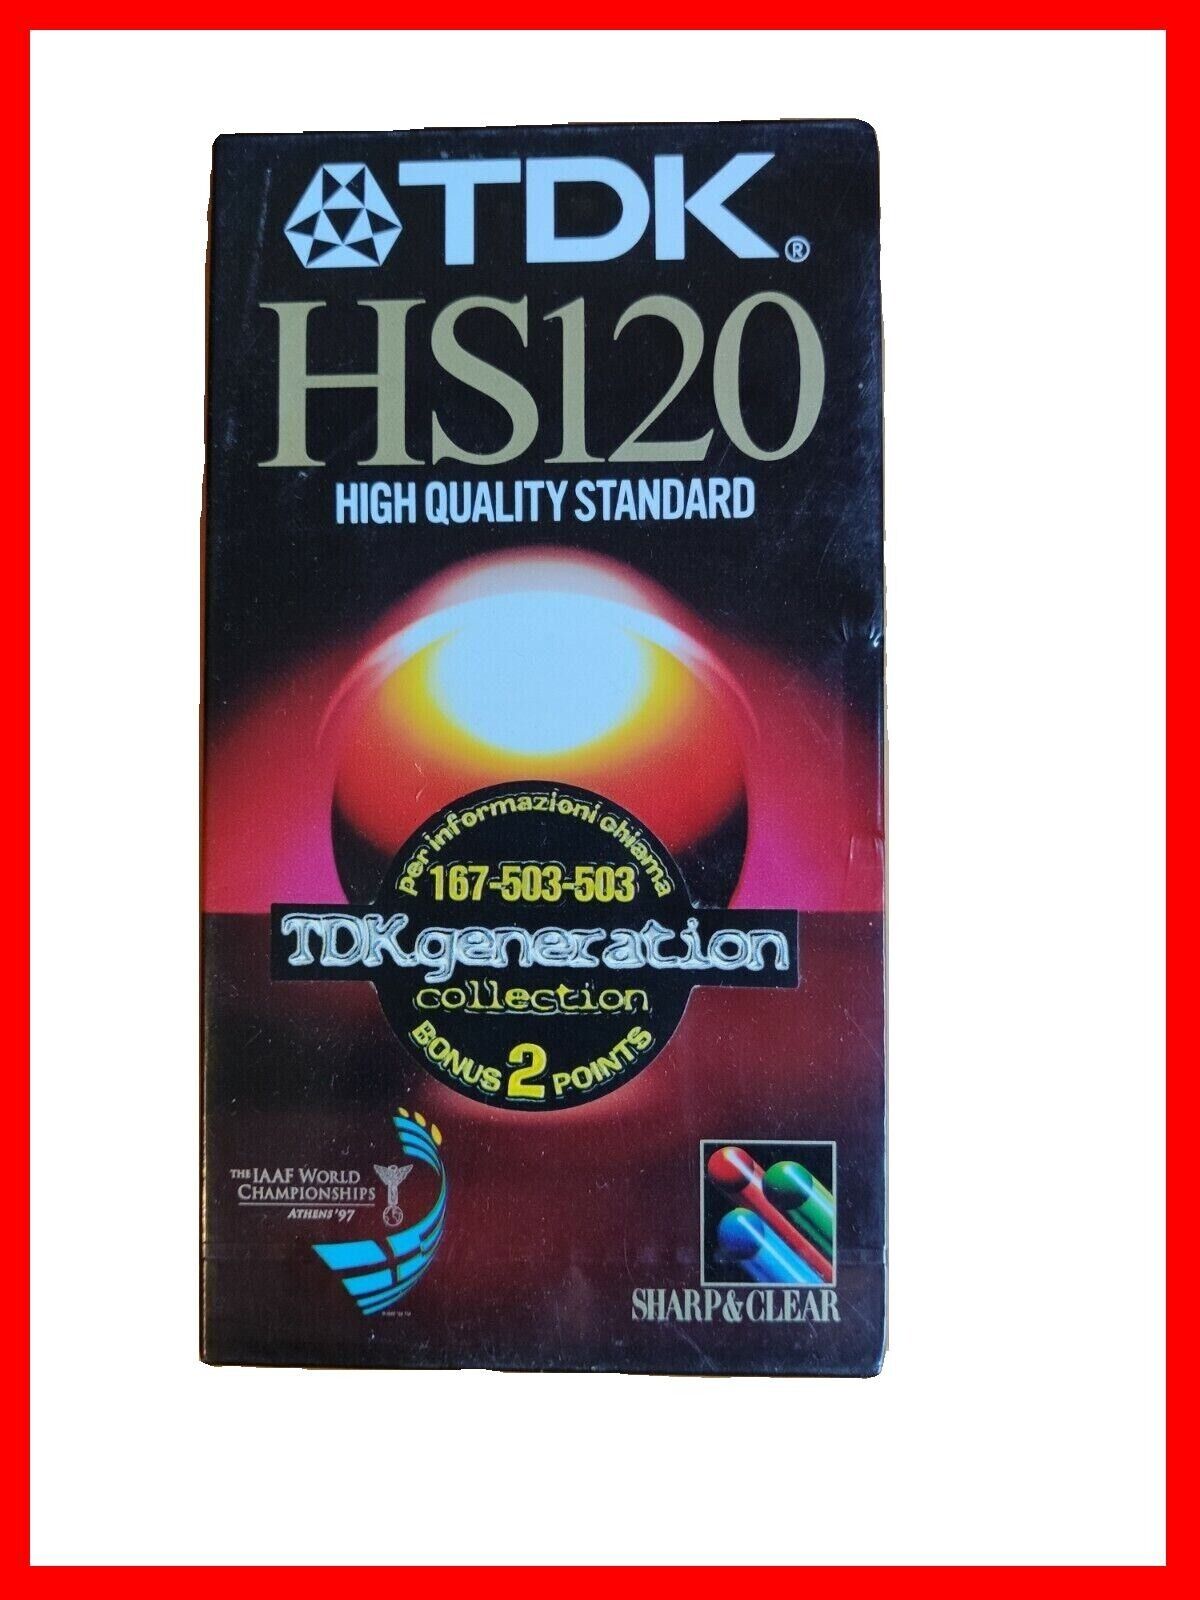 TDK®
HS120
HIGH QUALITY STANDARD
per informazioni chiama
167-503-503
TDKgeneration
collection
BONUS 2 POINTS
THE IAAF WORLD
CHAMPIONSHIPS
ATHENS '97
SHARP&CLEAR